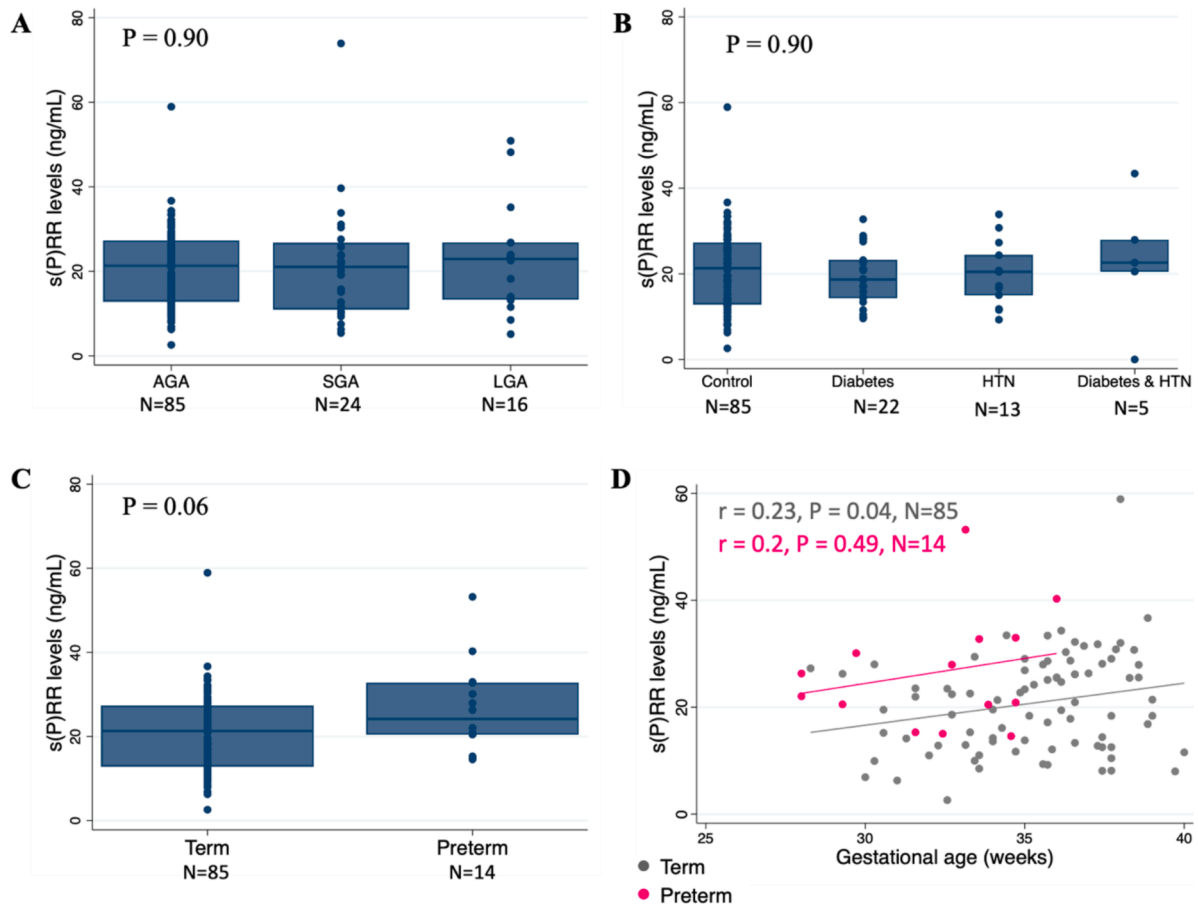 A
P = 0.90
s(P)RR levels (ng/mL)
80
60
40
20
0
AGA SGA LGA
N=85 N=24 N=16
B
P = 0.90
s(P)RR levels (ng/mL)
80
60
40
20
0
Control Diabetes HTN Diabetes & HTN
N=85 N=22 N=13 N=5
C
P = 0.06
s(P)RR levels (ng/mL)
80
60
40
20
0
Term Preterm
N=85 N=14
D
r = 0.23, P = 0.04, N=85
r = 0.2, P = 0.49, N=14
s(P)RR levels (ng/mL)
60
40
20
0
25 30 35 40
Gestational age (weeks)
Term
Preterm